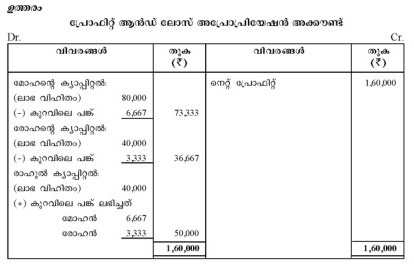 ഉത്തരം
പ്രോഫിറ്റ് ആൻഡ് ലോസ് അപ്രോപ്രിയേഷൻ അക്കൗണ്ട്
Dr. Cr.
വിവരങ്ങൾ തുക (₹) വിവരങ്ങൾ തുക (₹)
മോഹന്റെ ക്യാപ്പിറ്റൽ: നെറ്റ് പ്രോഫിറ്റ് 1,60,000
(ലാഭ വിഹിതം) 80,000
(-) കുറവിലെ പങ്ക് 6,667 73,333
രോഹന്റെ ക്യാപ്പിറ്റൽ:
(ലാഭ വിഹിതം) 40,000
(-) കുറവിലെ പങ്ക് 3,333 36,667
രാഹുൽ ക്യാപ്പിറ്റൽ:
(ലാഭ വിഹിതം) 40,000
(+) കുറവിലെ പങ്ക് ലഭിച്ചത്
മോഹൻ 6,667
രോഹൻ 3,333 50,000
1,60,000 1,60,000